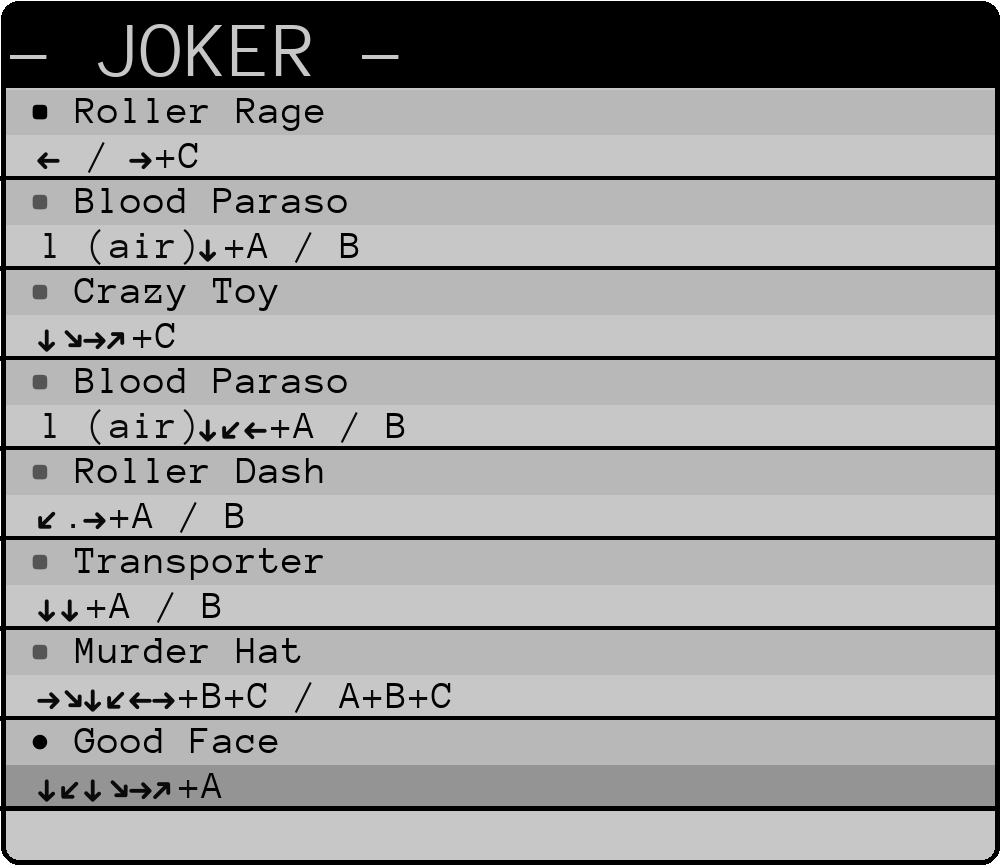 – JOKER –
▪ Roller Rage
← / →+C
▪ Blood Paraso
l (air)↓+A / B
▪ Crazy Toy
↓↘→↗+C
▪ Blood Paraso
l (air)↓↙←+A / B
▪ Roller Dash
↙.→+A / B
▪ Transporter
↓↓+A / B
▪ Murder Hat
→↘↓↙←→+B+C / A+B+C
• Good Face
↓↙↓↘→↗+A